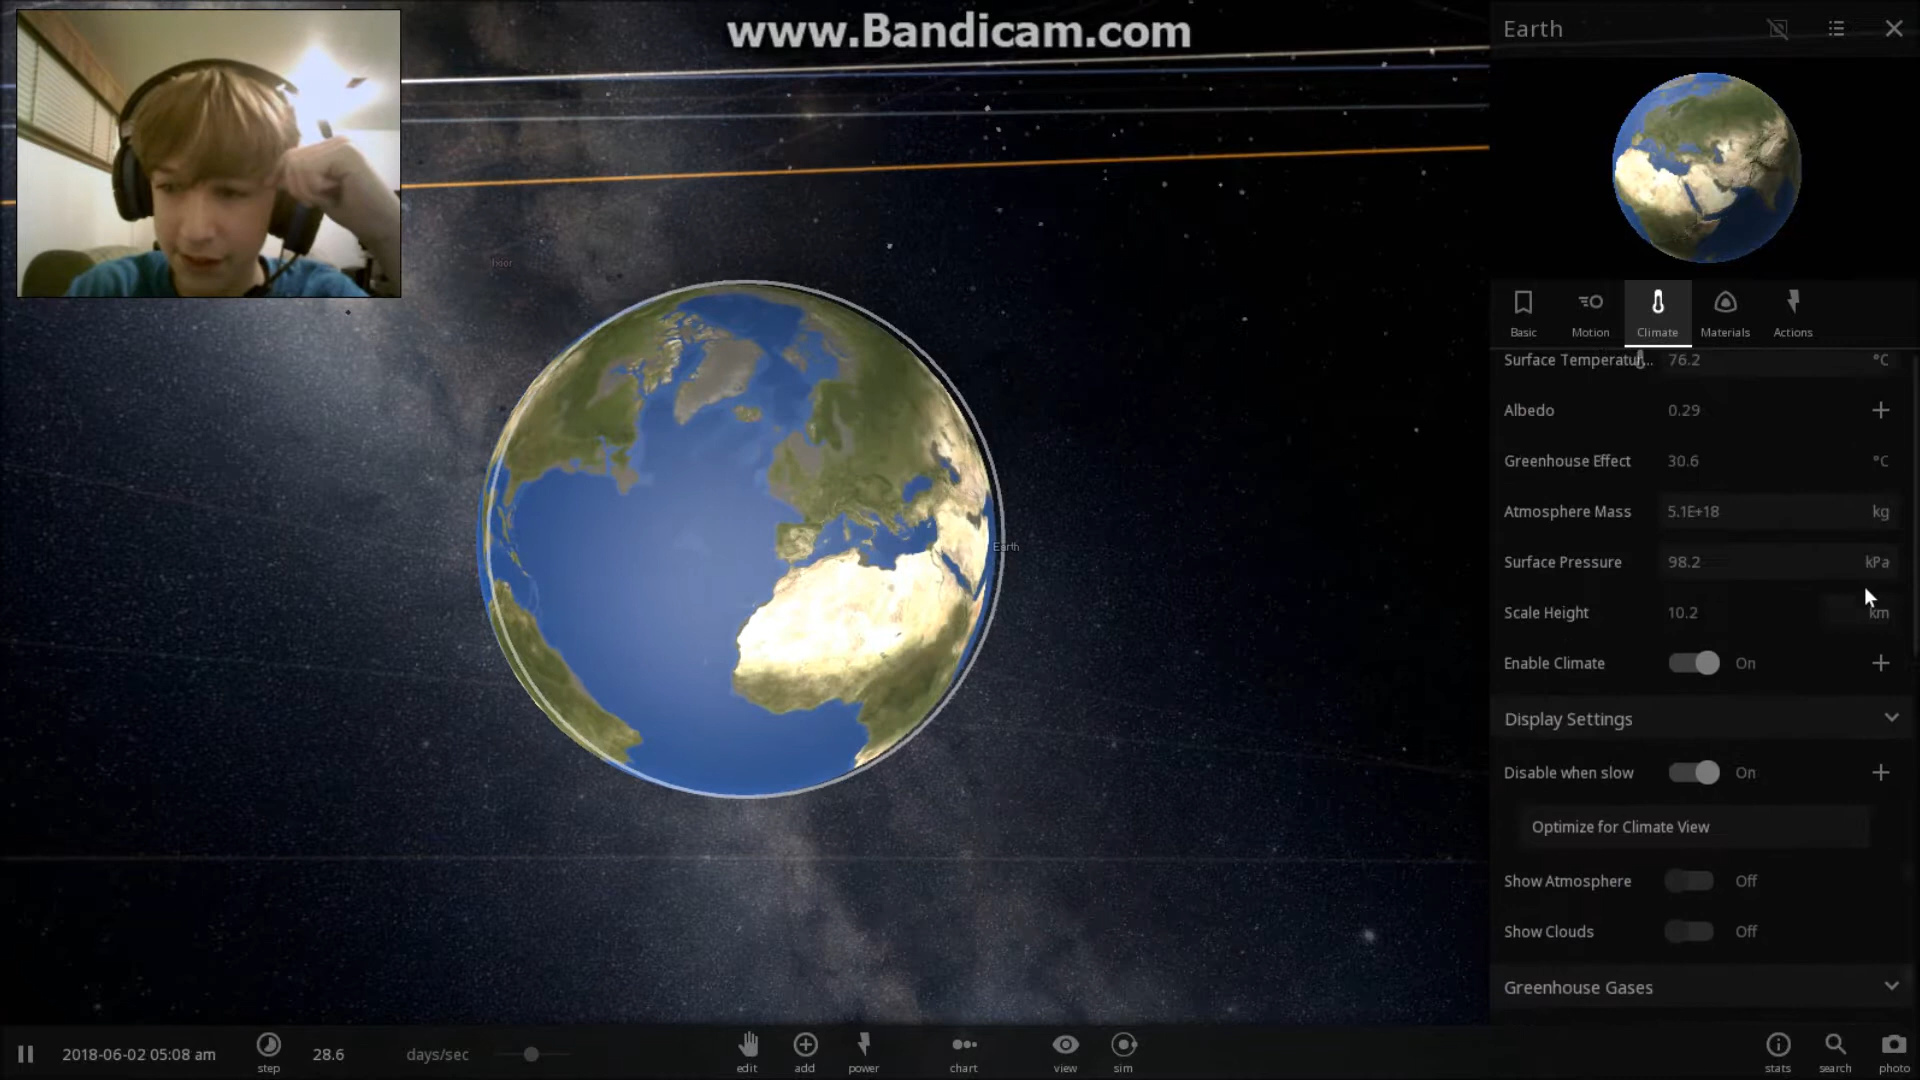 www.Bandicam.com
Earth
Basic
Motion
Climate
Materials
Actions
Surface Temperatur... 76.2 °C
Albedo 0.29
Greenhouse Effect 30.6 °C
Atmosphere Mass 5.1E+18 kg
Surface Pressure 98.2 kPa
Scale Height 10.2 km
Enable Climate On
Display Settings
Disable when slow On
Optimize for Climate View
Show Atmosphere Off
Show Clouds Off
Greenhouse Gases
Earth
2018-06-02 05:08 am
step
28.6 days/sec
edit
add
power
chart
view
sim
stats
search
photo